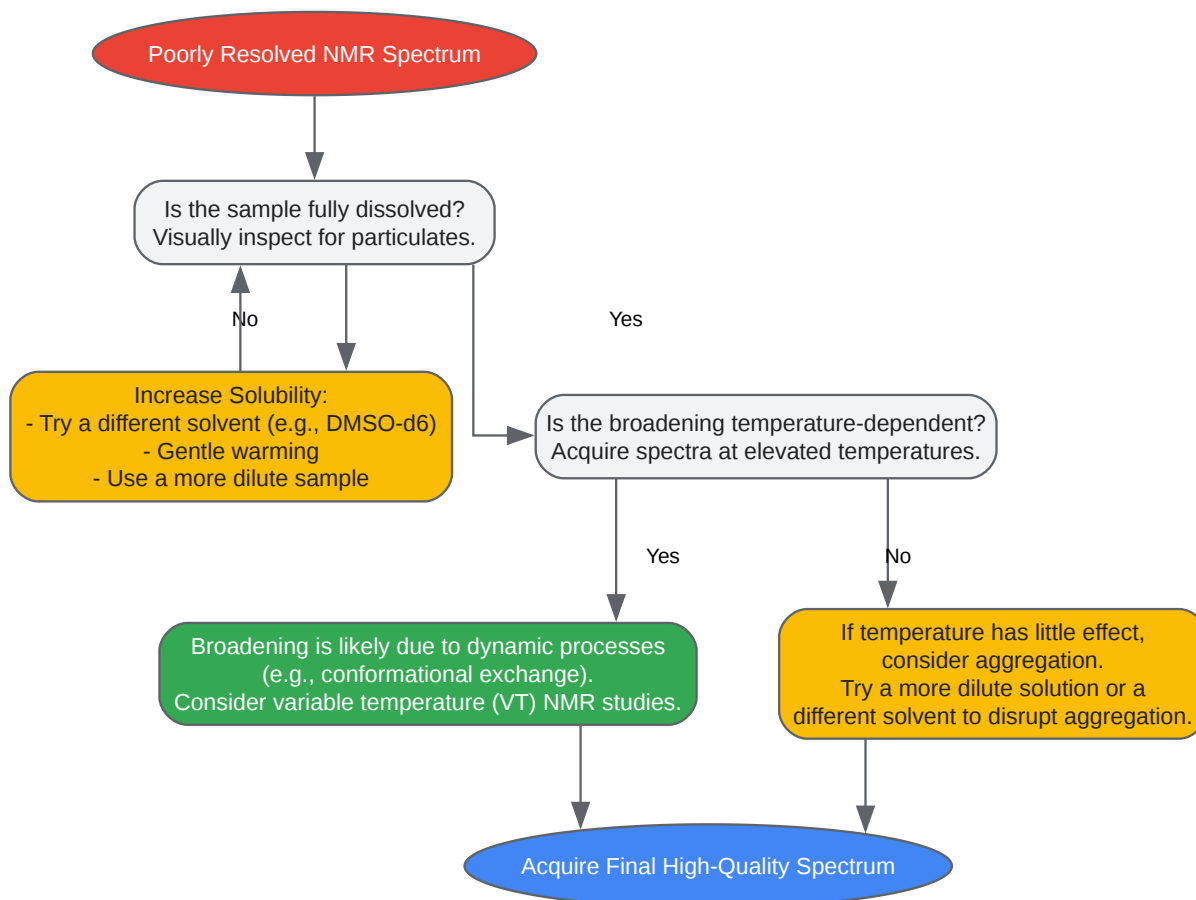 Poorly Resolved NMR Spectrum
Is the sample fully dissolved?
Visually inspect for particulates.
No
Yes
Increase Solubility:
- Try a different solvent (e.g., DMSO-d6)
- Gentle warming
- Use a more dilute sample
Is the broadening temperature-dependent?
Acquire spectra at elevated temperatures.
Yes
No
Broadening is likely due to dynamic processes
(e.g., conformational exchange).
Consider variable temperature (VT) NMR studies.
If temperature has little effect,
consider aggregation.
Try a more dilute solution or a
different solvent to disrupt aggregation.
Acquire Final High-Quality Spectrum